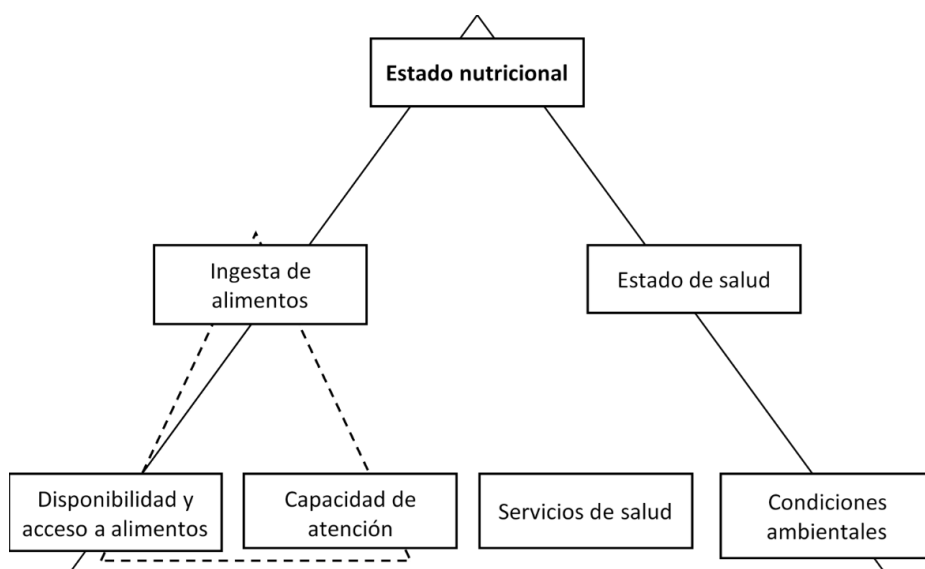 Estado nutricional
Ingesta de
alimentos
Estado de salud
Disponibilidad y
acceso a alimentos
Capacidad de
atención
Servicios de salud
Condiciones
ambientales